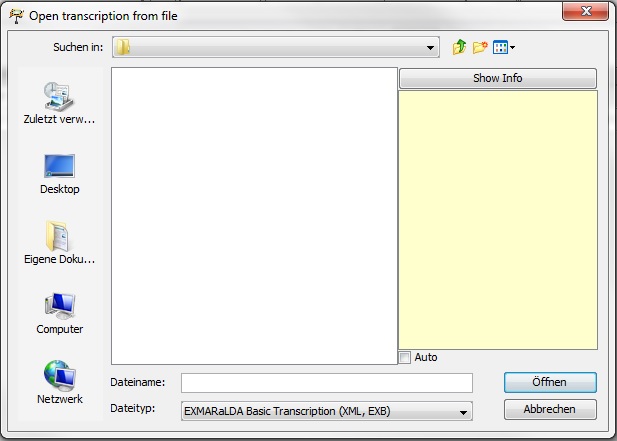 Open transcription from file
Suchen in:
Show Info
Zuletzt verw...
Desktop
Eigene Doku...
Computer
Netzwerk
Auto
Dateiname:
Öffnen
Dateityp:
EXMARaLDA Basic Transcription (XML, EXB)
Abbrechen